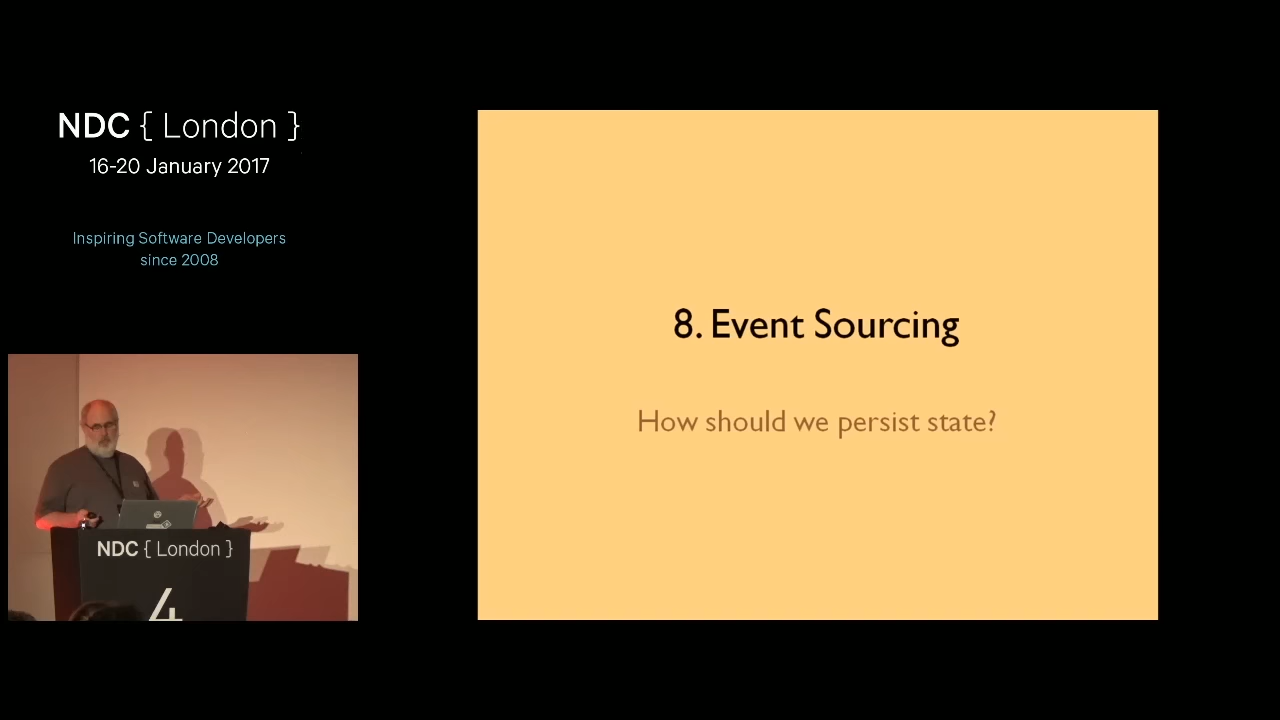 NDC { London }
16-20 January 2017
Inspiring Software Developers
since 2008
8. Event Sourcing
How should we persist state?
NDC { London }
4